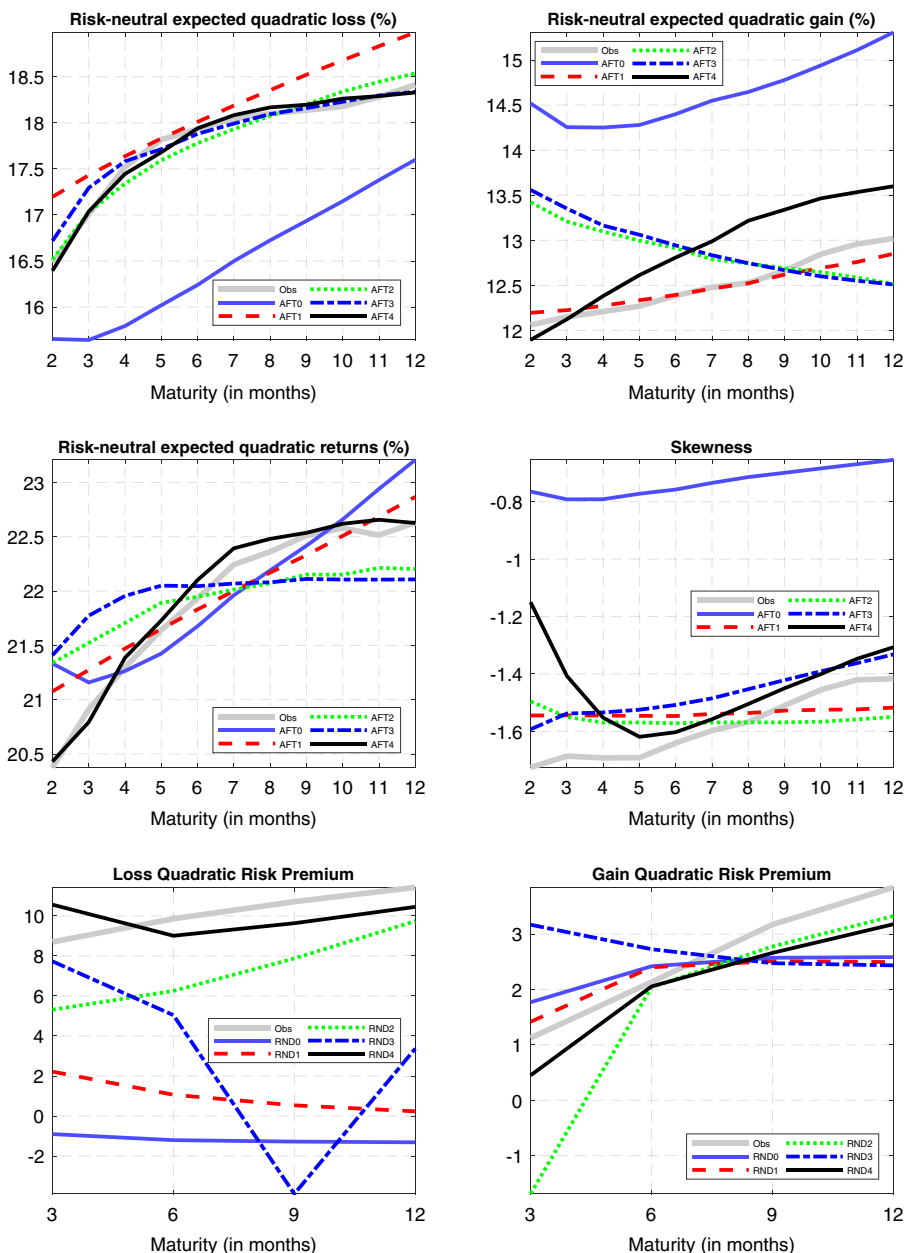 Risk-neutral expected quadratic loss (%)
18.5
18
17.5
17
16.5
16
Obs
AFT0
AFT1
AFT2
AFT3
AFT4
2 3 4 5 6 7 8 9 10 11 12
Maturity (in months)
Risk-neutral expected quadratic gain (%)
15
14.5
14
13.5
13
12.5
12
Obs
AFT0
AFT1
AFT2
AFT3
AFT4
2 3 4 5 6 7 8 9 10 11 12
Maturity (in months)
Risk-neutral expected quadratic returns (%)
23
22.5
22
21.5
21
20.5
Obs
AFT0
AFT1
AFT2
AFT3
AFT4
2 3 4 5 6 7 8 9 10 11 12
Maturity (in months)
Skewness
-0.8
-1
-1.2
-1.4
-1.6
Obs
AFT0
AFT1
AFT2
AFT3
AFT4
2 3 4 5 6 7 8 9 10 11 12
Maturity (in months)
Loss Quadratic Risk Premium
10
8
6
4
2
0
-2
Obs
RND0
RND1
RND2
RND3
RND4
3 6 9 12
Maturity (in months)
Gain Quadratic Risk Premium
3
2
1
0
-1
Obs
RND0
RND1
RND2
RND3
RND4
3 6 9 12
Maturity (in months)